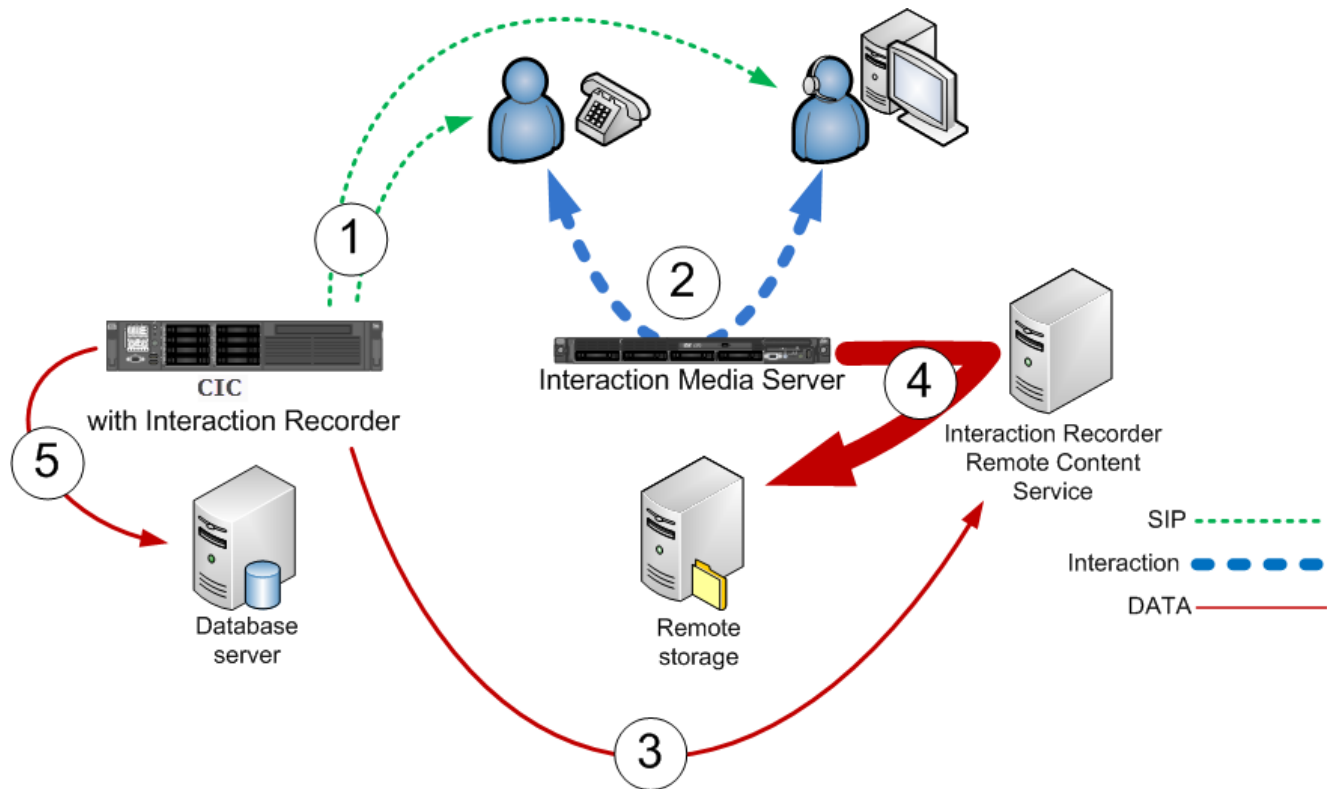 1
2
CIC
with Interaction Recorder
Interaction Media Server
4
5
Interaction Recorder
Remote Content
Service
Database
server
Remote
storage
SIP
Interaction
DATA
3